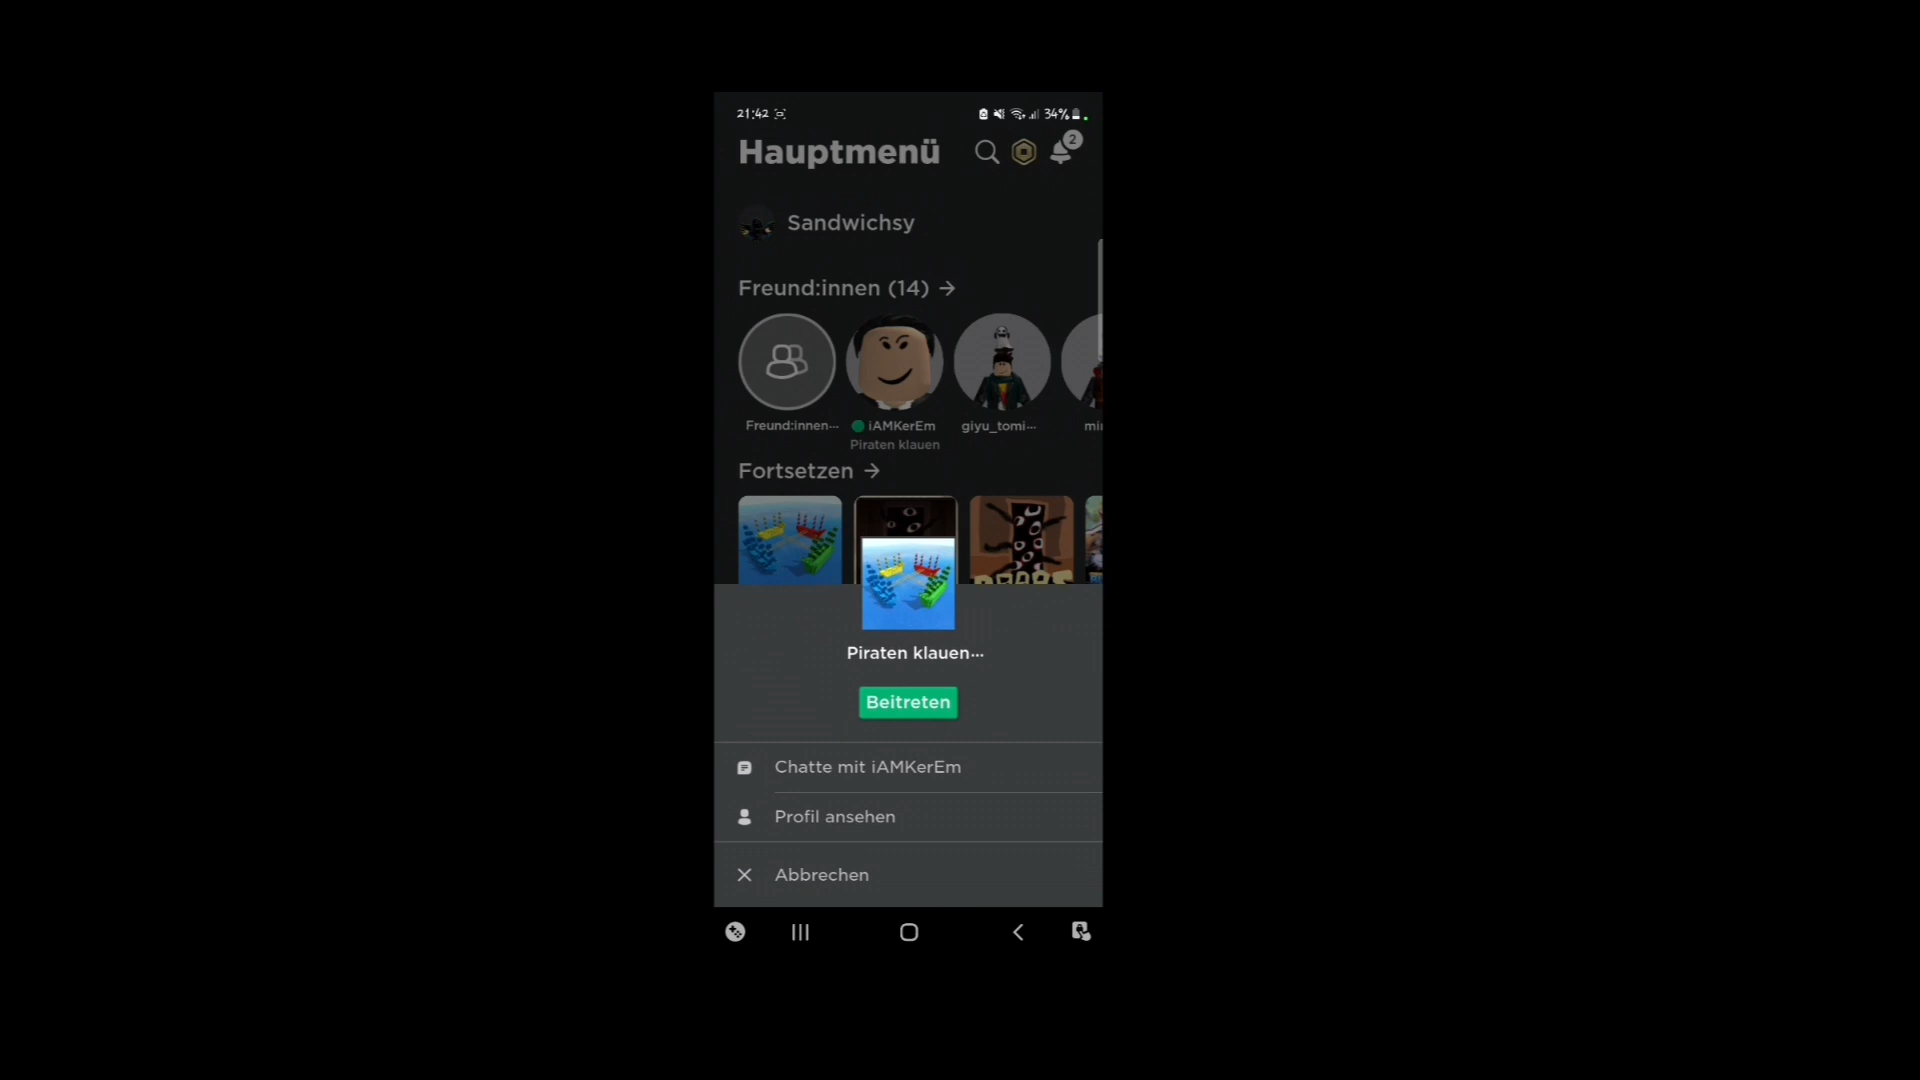 21:42
34%
Hauptmenü
2
Sandwichsy
Freund:innen (14) →
Freund:innen...
iAMKerEm
giyu_tomi...
Piraten klauen
Fortsetzen →
Piraten klauen...
Beitreten
Chatte mit iAMKerEm
Profil ansehen
Abbrechen